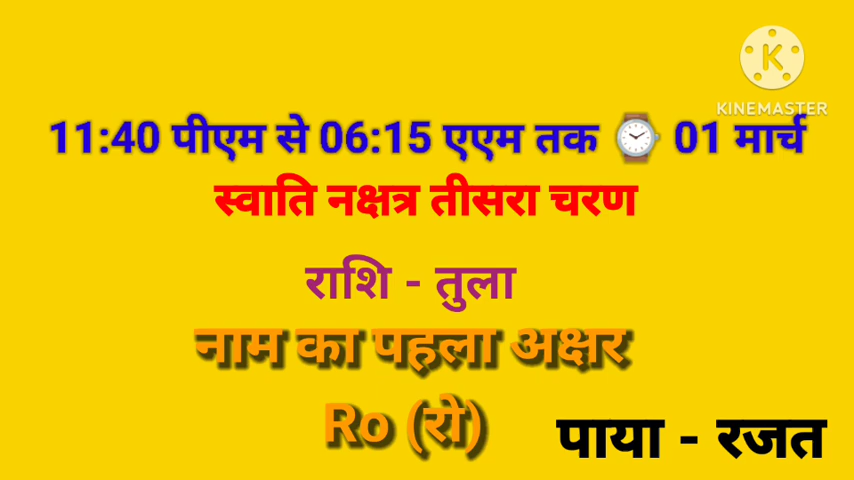 K
KINEMASTER
11:40 पीएम से 06:15 एएम तक ⌚ 01 मार्च
स्वाति नक्षत्र तीसरा चरण
राशि - तुला
नाम का पहला अक्षर
Ro (रो)
पाया - रजत